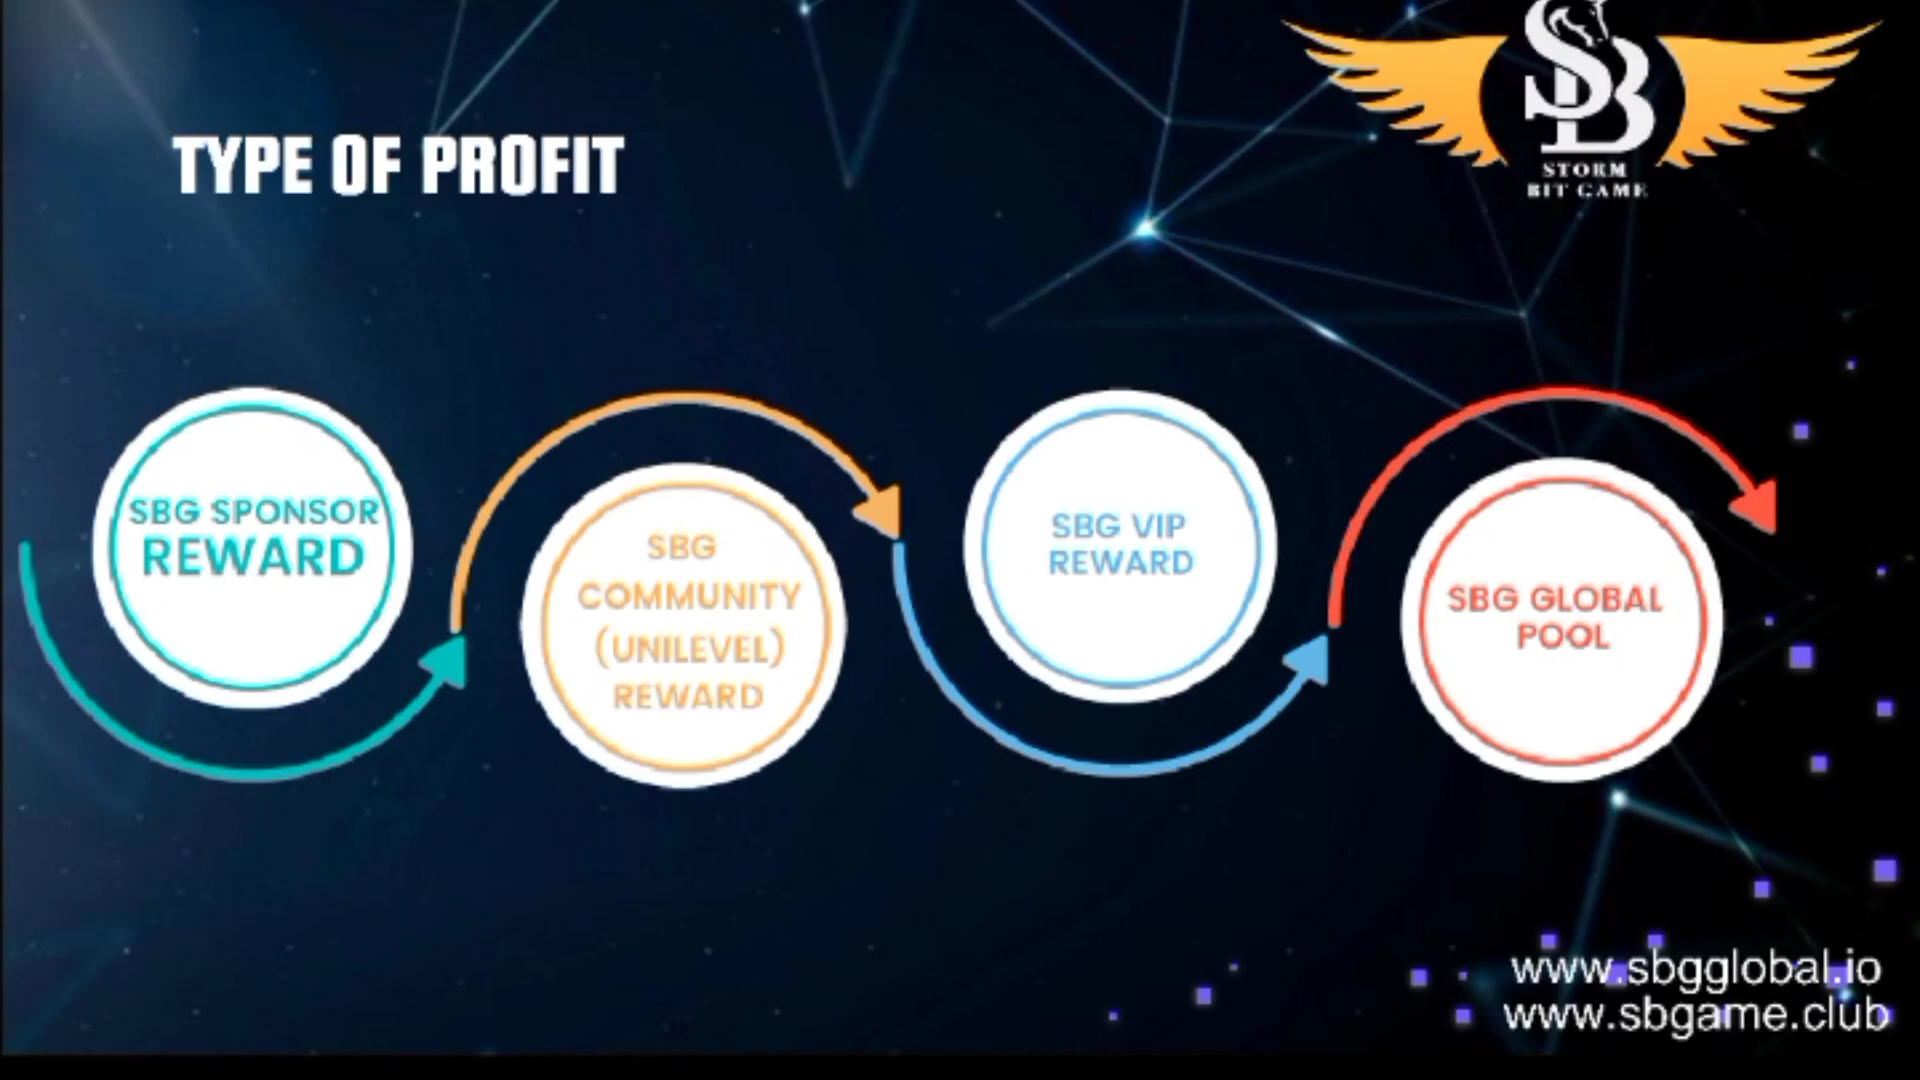 STORM
BIT GAME
TYPE OF PROFIT
SBG SPONSOR
REWARD
SBG
COMMUNITY
(UNILEVEL)
REWARD
SBG VIP
REWARD
SBG GLOBAL
POOL
www.sbgglobal.io
www.sbgame.club